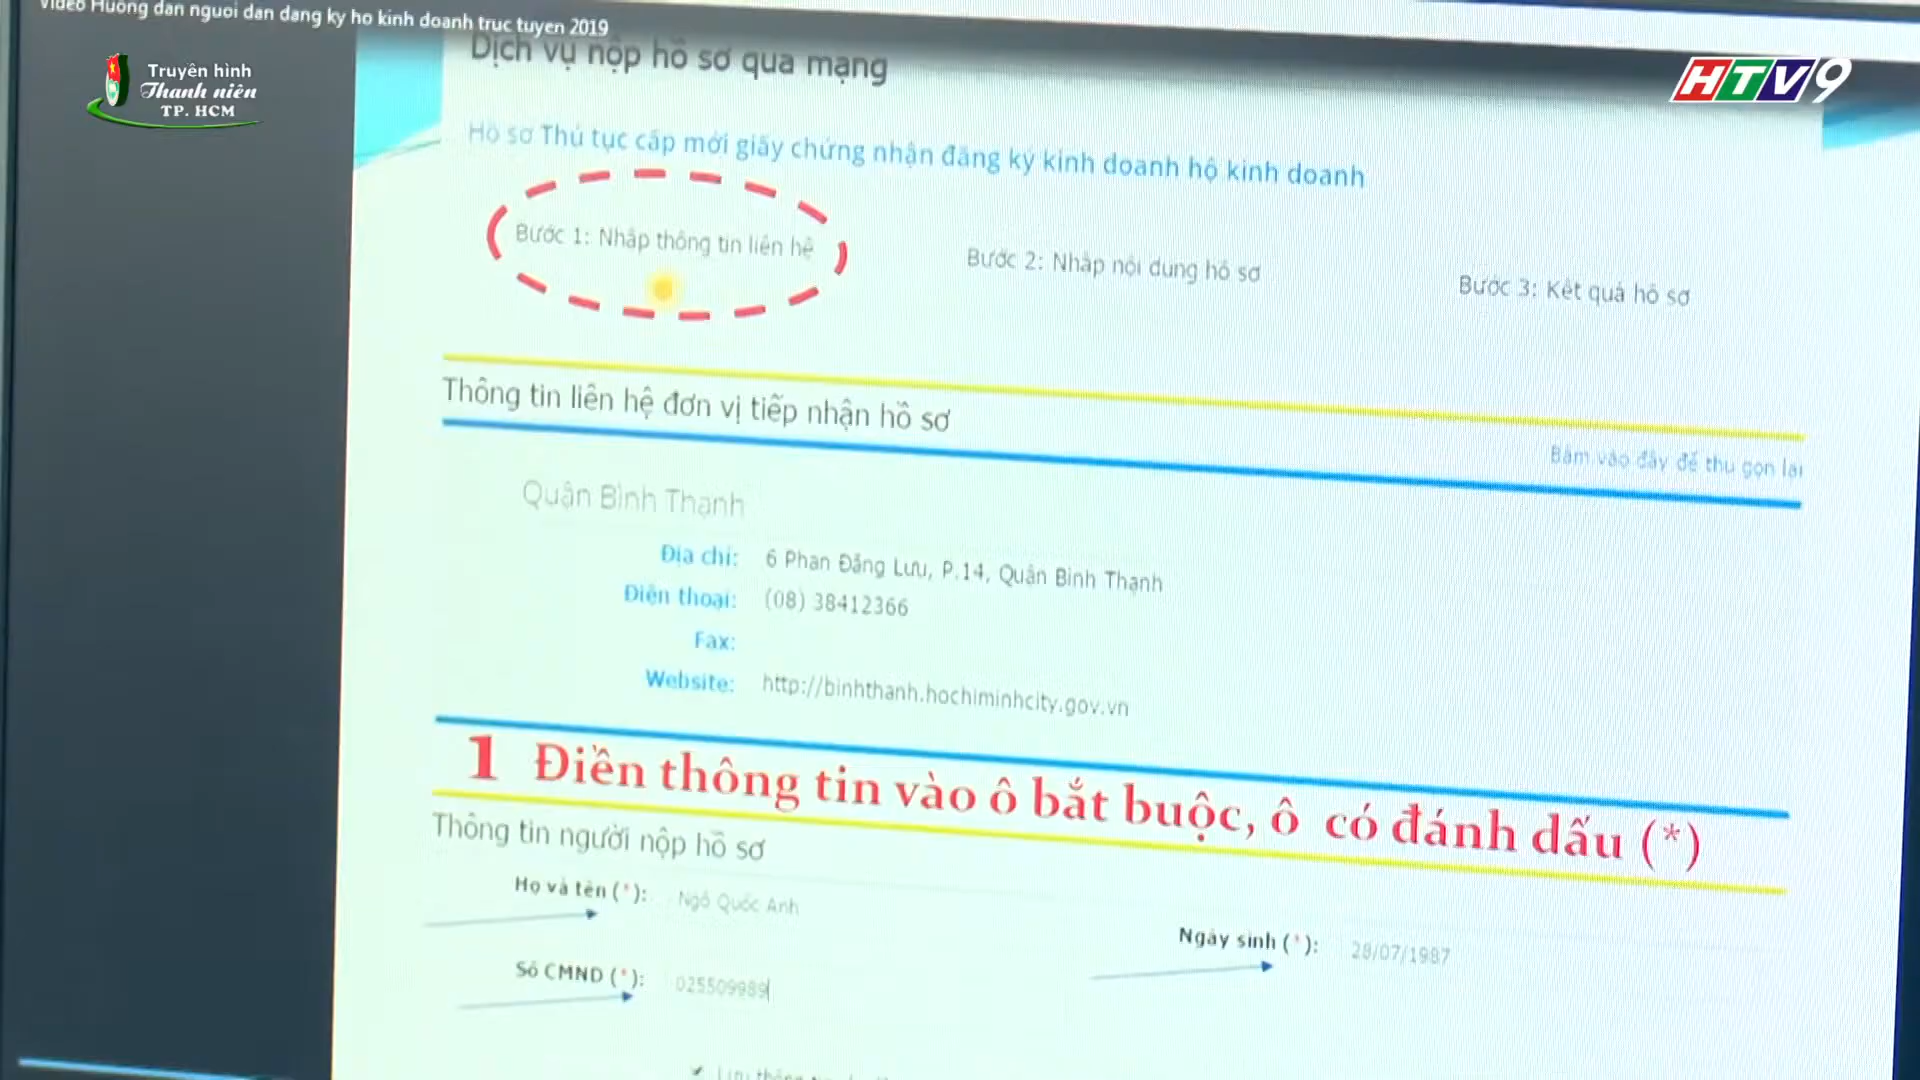 Video Huong dan nguoi dan dang ky ho kinh doanh truc tuyen 2019
Truyền hình
Thanh niên
TP. HCM
HTV9
Dịch vụ nộp hồ sơ qua mạng
Hồ sơ Thủ tục cấp mới giấy chứng nhận đăng ký kinh doanh hộ kinh doanh
Bước 1: Nhập thông tin liên hệ
Bước 2: Nhập nội dung hồ sơ
Bước 3: Kết quả hồ sơ
Thông tin liên hệ đơn vị tiếp nhận hồ sơ
Bấm vào đây để thu gọn lại
Quận Bình Thạnh
Địa chỉ: 6 Phan Đăng Lưu, P.14, Quận Bình Thạnh
Điện thoại: (08) 38412366
Fax:
Website: http://binhthanh.hochiminhcity.gov.vn
1 Điền thông tin vào ô bắt buộc, ô có đánh dấu (*)
Thông tin người nộp hồ sơ
Họ và tên (*): Ngô Quốc Anh
Ngày sinh (*): 28/07/1987
Số CMND (*): 025509989
Lưu thông